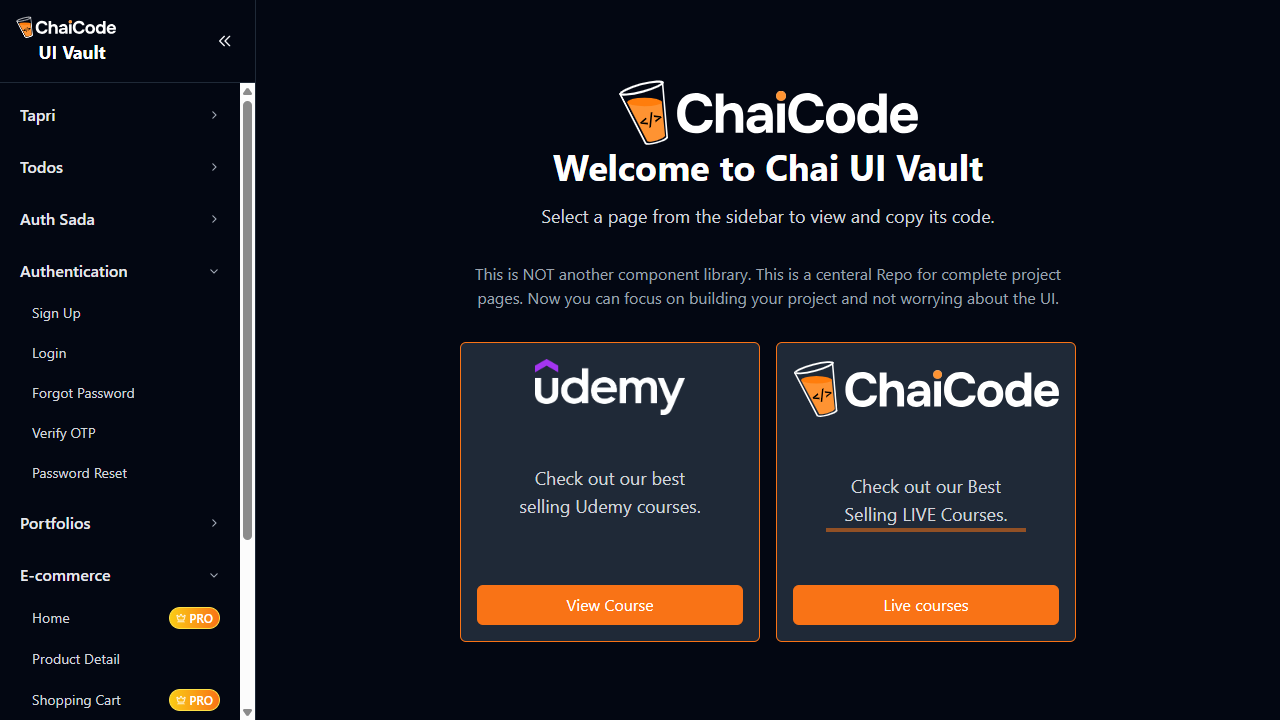 ChaiCode
UI Vault
Tapri
Todos
Auth Sada
Authentication
Sign Up
Login
Forgot Password
Verify OTP
Password Reset
Portfolios
E-commerce
Home PRO
Product Detail
Shopping Cart PRO
</> ChaiCode
Welcome to Chai UI Vault
Select a page from the sidebar to view and copy its code.
This is NOT another component library. This is a centeral Repo for complete project
pages. Now you can focus on building your project and not worrying about the UI.
udemy
Check out our best
selling Udemy courses.
View Course
</> ChaiCode
Check out our Best
Selling LIVE Courses.
Live courses